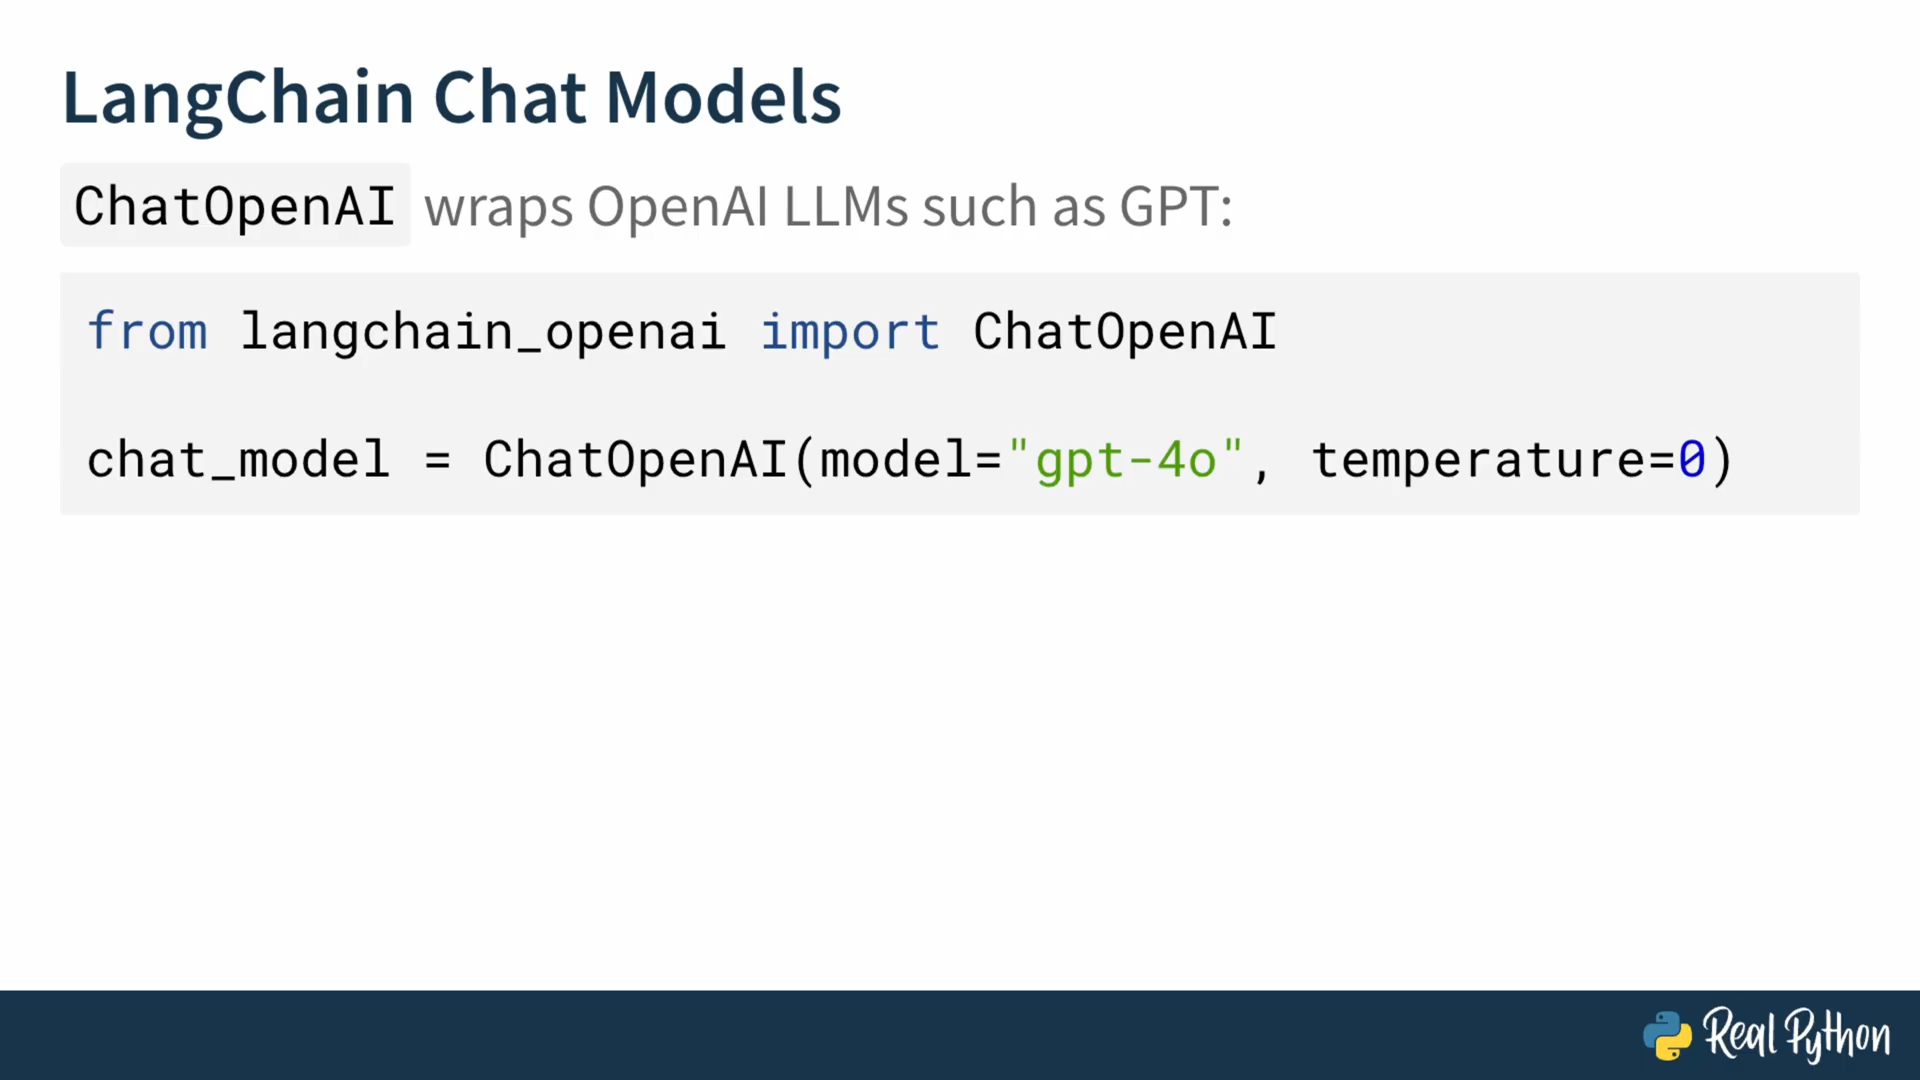 LangChain Chat Models
ChatOpenAI wraps OpenAI LLMs such as GPT:
from langchain_openai import ChatOpenAI
chat_model = ChatOpenAI(model="gpt-4o", temperature=0)
Real Python